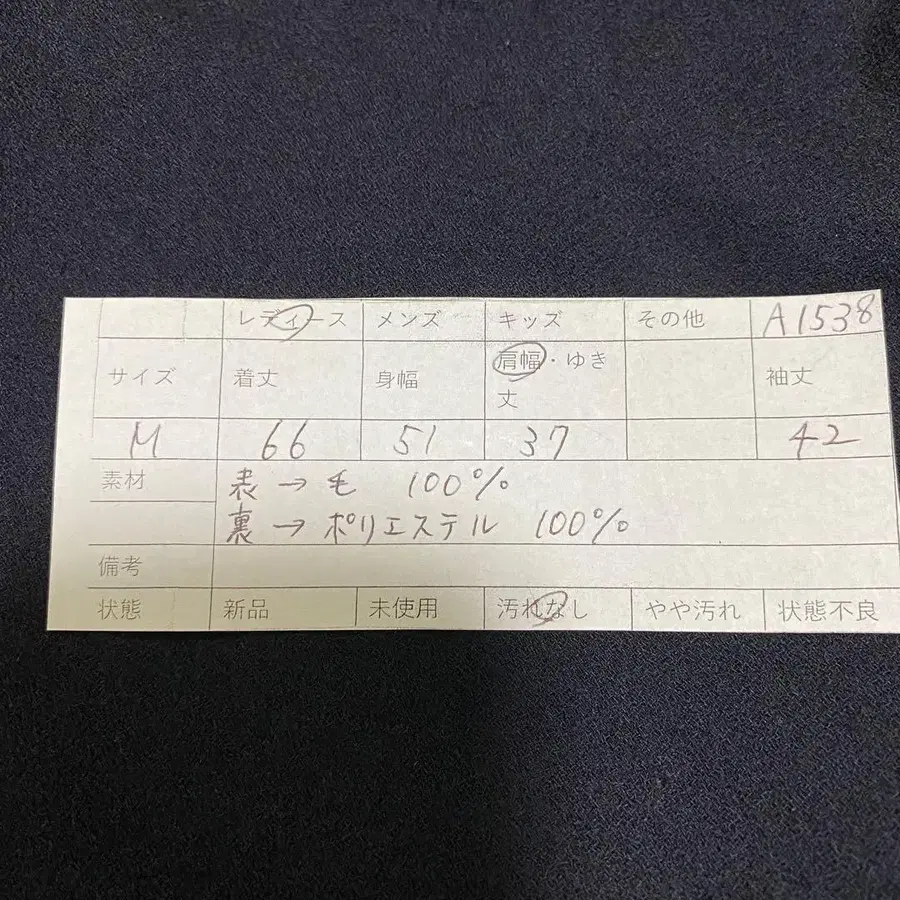 レディース メンズ キッズ その他 A1538
サイズ 着丈 身幅 肩幅・ゆき丈 袖丈
M 66 51 37 42
素材 表→毛 100%
裏→ポリエステル 100%
備考
状態 新品 未使用 汚れなし やや汚れ 状態不良